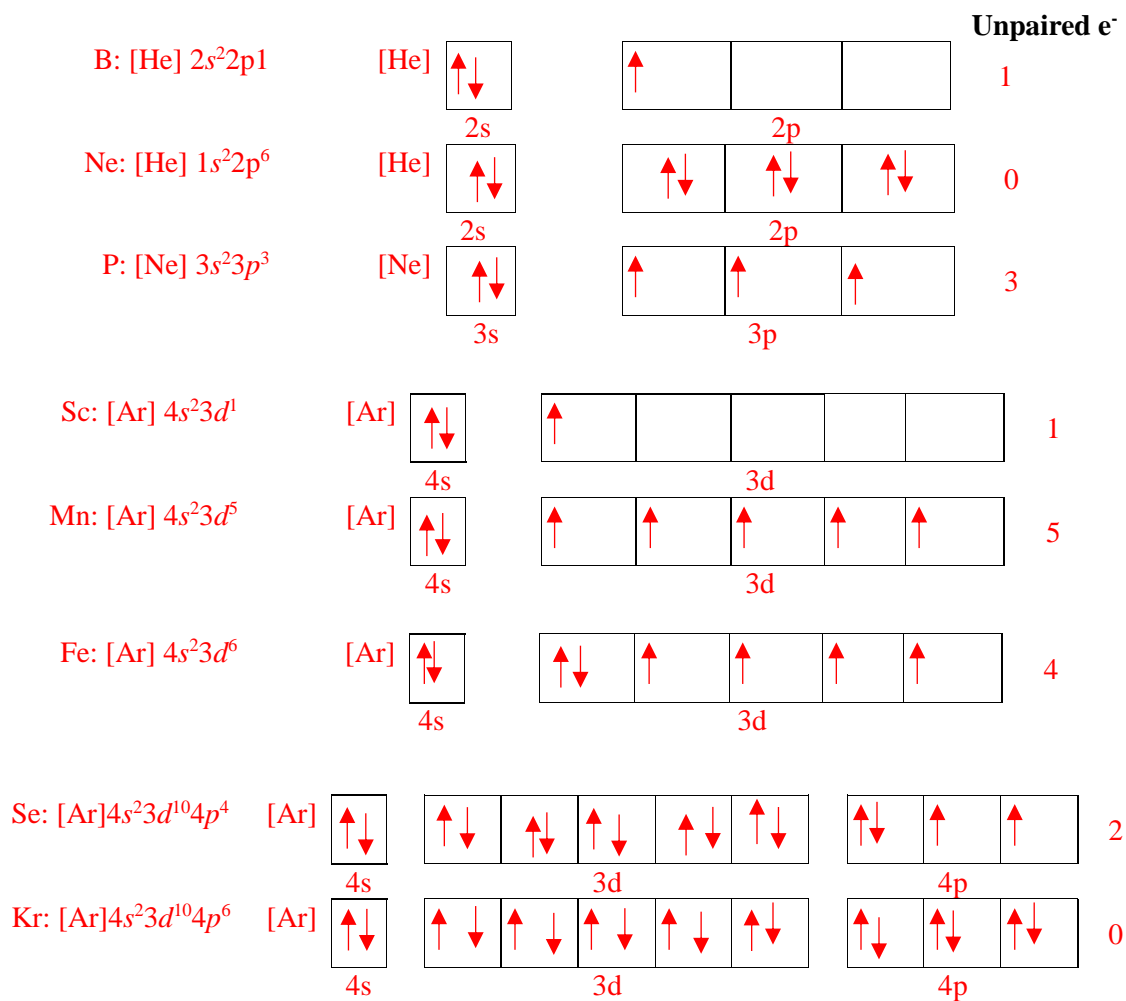 Unpaired e⁻
B: [He] 2s²2p1 [He] 1
2s 2p
Ne: [He] 1s²2p⁶ [He] 0
2s 2p
P: [Ne] 3s²3p³ [Ne] 3
3s 3p
Sc: [Ar] 4s²3d¹ [Ar] 1
4s 3d
Mn: [Ar] 4s²3d⁵ [Ar] 5
4s 3d
Fe: [Ar] 4s²3d⁶ [Ar] 4
4s 3d
Se: [Ar]4s²3d¹⁰4p⁴ [Ar] 2
4s 3d 4p
Kr: [Ar]4s²3d¹⁰4p⁶ [Ar] 0
4s 3d 4p